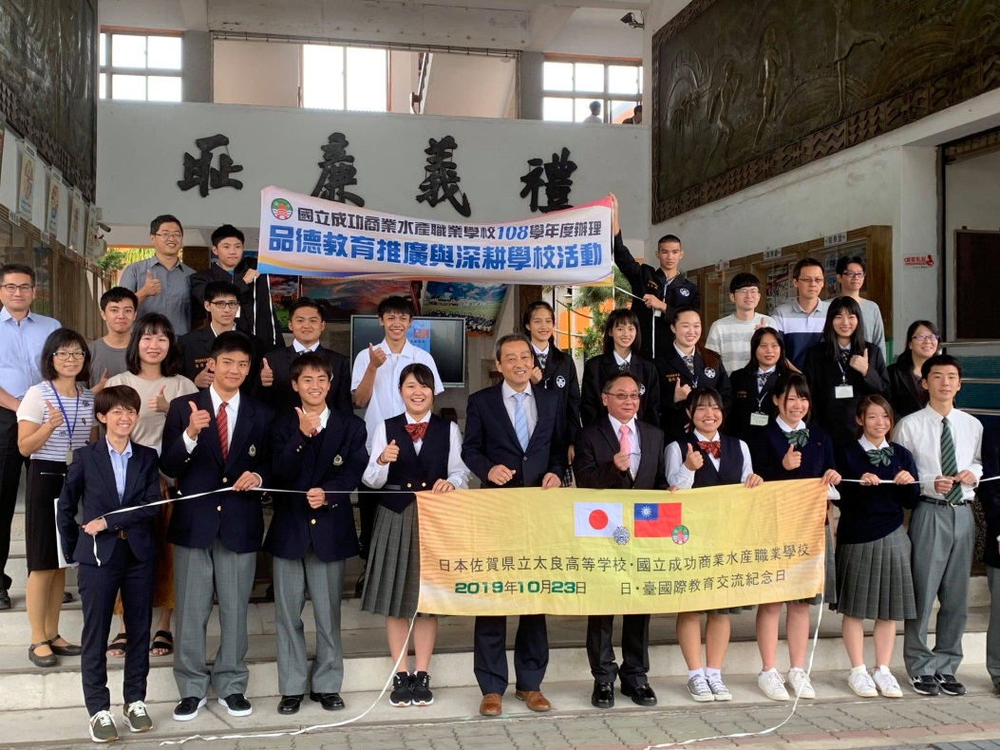 恥廉義禮
國立成功商業水產職業學校108學年度辦理
品德教育推廣與深耕學校活動
日本佐賀県立太良高等学校・國立成功商業水產職業學校
2019年10月23日 日・臺國際教育交流紀念日